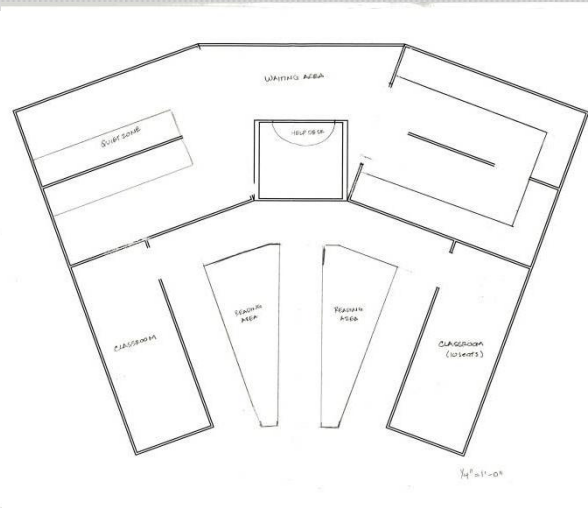 WAITING AREA
HELP DESK
QUIET ZONE
READING
AREA
READING
AREA
CLASSROOM
CLASSROOM
(10 seats)
1/4" = 1'-0"